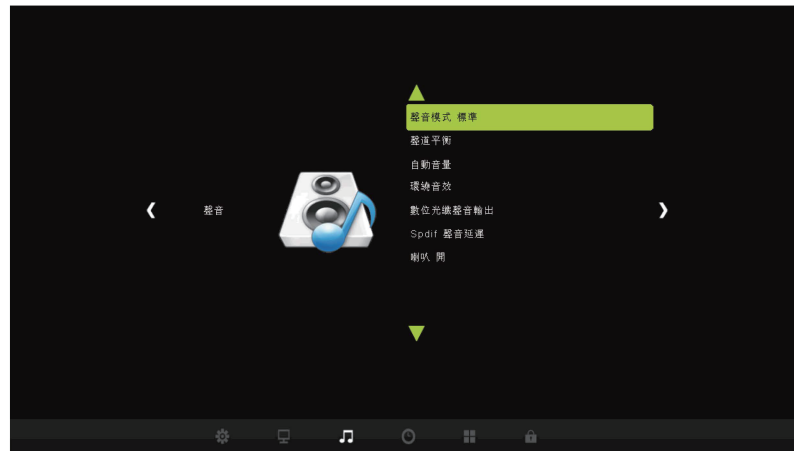 聲音
聲音模式 標準
聲道平衡
自動音量
環繞音效
數位光纖聲音輸出
Spdif 聲音延遲
喇叭 開